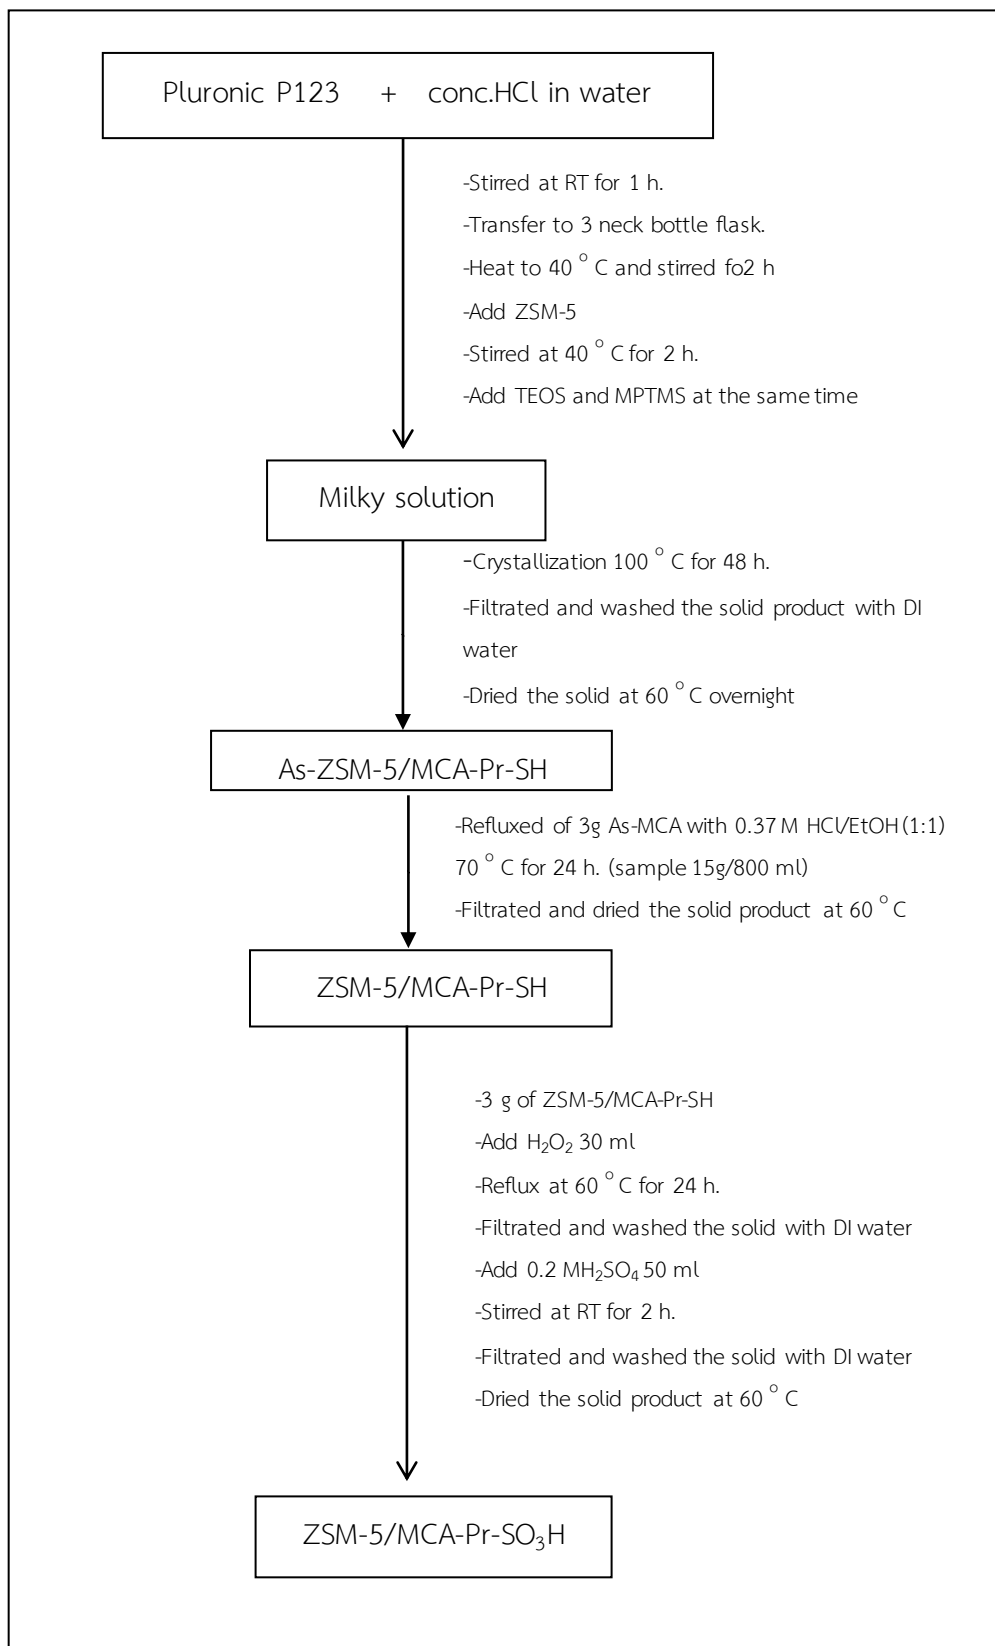 Pluronic P123 + conc.HCl in water
-Stirred at RT for 1 h.
-Transfer to 3 neck bottle flask.
-Heat to 40 °C and stirred fo2 h
-Add ZSM-5
-Stirred at 40 °C for 2 h.
-Add TEOS and MPTMS at the same time
Milky solution
-Crystallization 100 °C for 48 h.
-Filtrated and washed the solid product with DI
water
-Dried the solid at 60 °C overnight
As-ZSM-5/MCA-Pr-SH
-Refluxed of 3g As-MCA with 0.37 M HCl/EtOH (1:1)
70 °C for 24 h. (sample 15g/800 ml)
-Filtrated and dried the solid product at 60 °C
ZSM-5/MCA-Pr-SH
-3 g of ZSM-5/MCA-Pr-SH
-Add H₂O₂ 30 ml
-Reflux at 60 °C for 24 h.
-Filtrated and washed the solid with DI water
-Add 0.2 MH₂SO₄ 50 ml
-Stirred at RT for 2 h.
-Filtrated and washed the solid with DI water
-Dried the solid product at 60 °C
ZSM-5/MCA-Pr-SO₃H